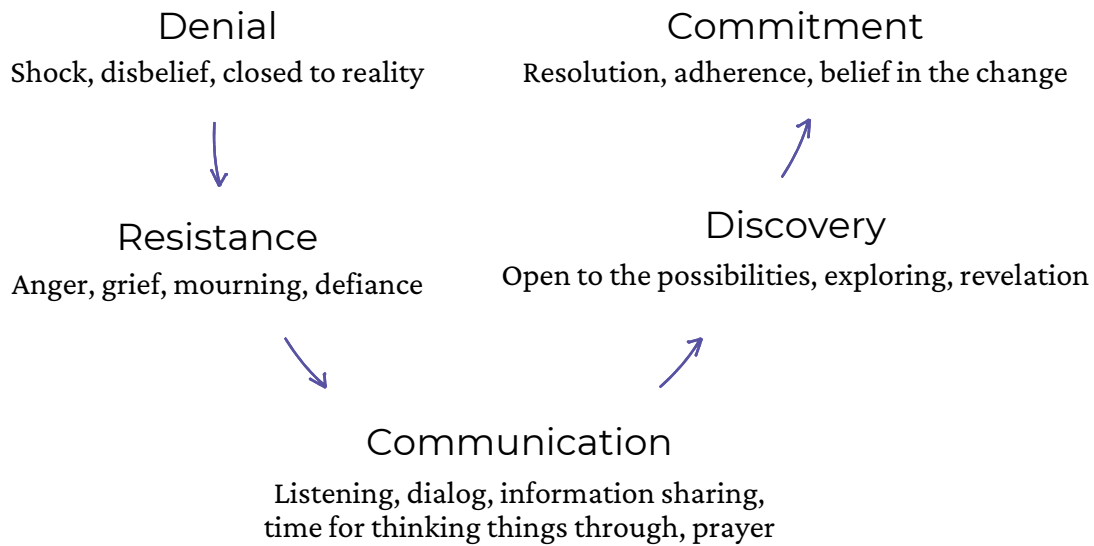 Denial
Shock, disbelief, closed to reality
Resistance
Anger, grief, mourning, defiance
Communication
Listening, dialog, information sharing,
time for thinking things through, prayer
Discovery
Open to the possibilities, exploring, revelation
Commitment
Resolution, adherence, belief in the change